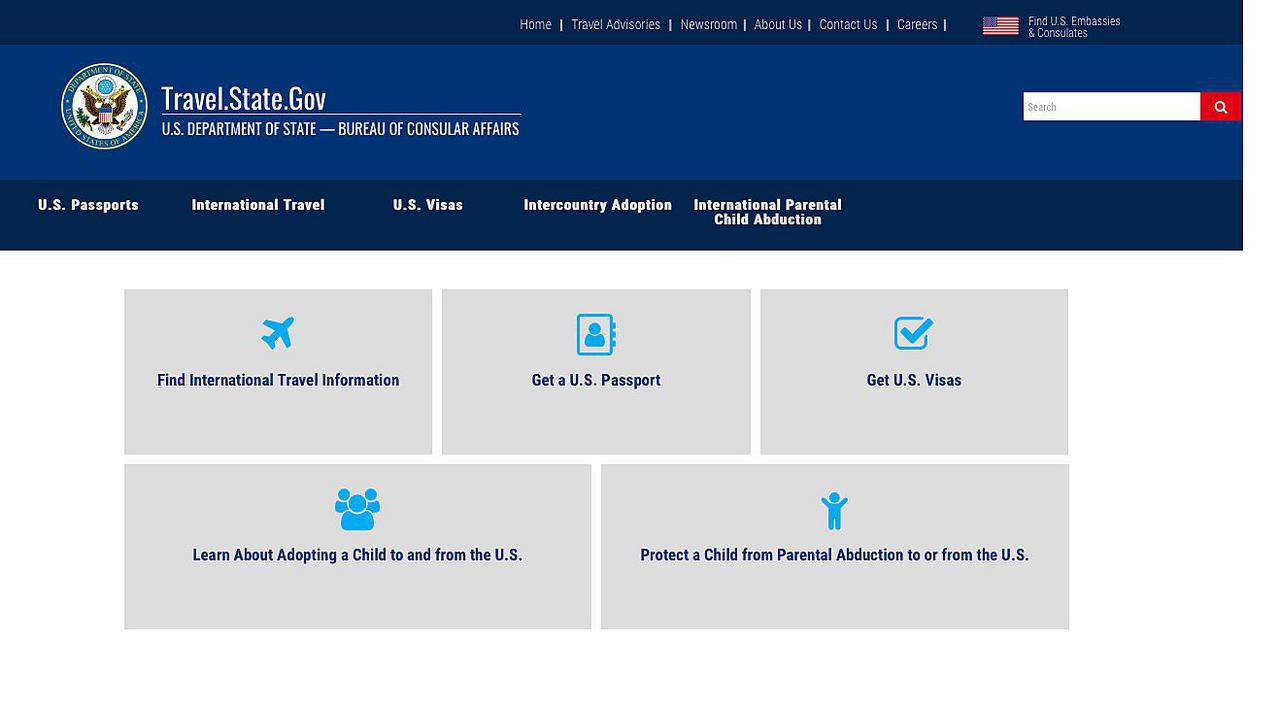 Home | Travel Advisories | Newsroom | About Us | Contact Us | Careers |
Find U.S. Embassies
& Consulates
DEPARTMENT OF STATE
UNITED STATES OF AMERICA
Travel.State.Gov
U.S. DEPARTMENT OF STATE — BUREAU OF CONSULAR AFFAIRS
Search
U.S. Passports
International Travel
U.S. Visas
Intercountry Adoption
International Parental
Child Abduction
Find International Travel Information
Get a U.S. Passport
Get U.S. Visas
Learn About Adopting a Child to and from the U.S.
Protect a Child from Parental Abduction to or from the U.S.